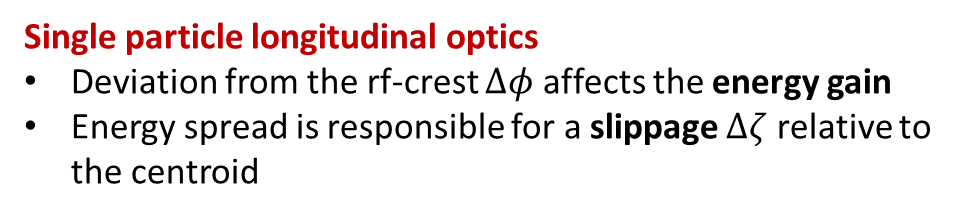 Single particle longitudinal optics
• Deviation from the rf-crest Δϕ affects the energy gain
• Energy spread is responsible for a slippage Δζ relative to
the centroid